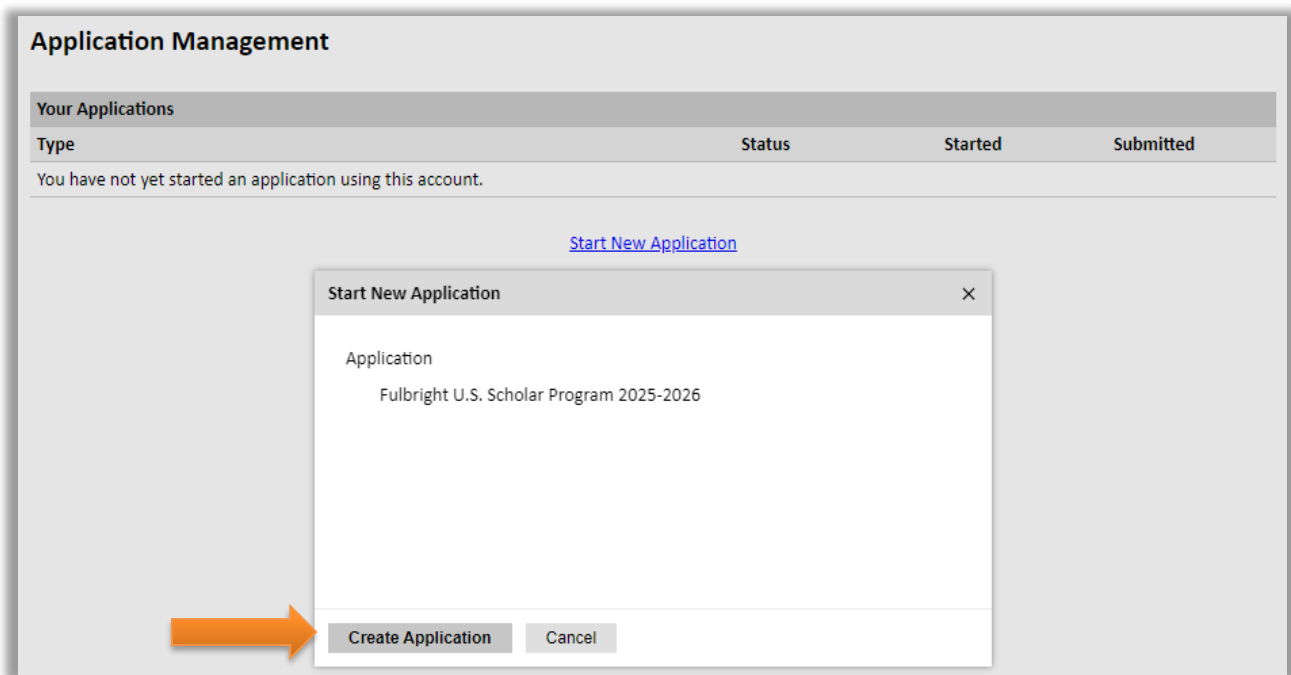 Application Management
Your Applications
Type Status Started Submitted
You have not yet started an application using this account.
Start New Application
Start New Application ×
Application
Fulbright U.S. Scholar Program 2025-2026
Create Application Cancel